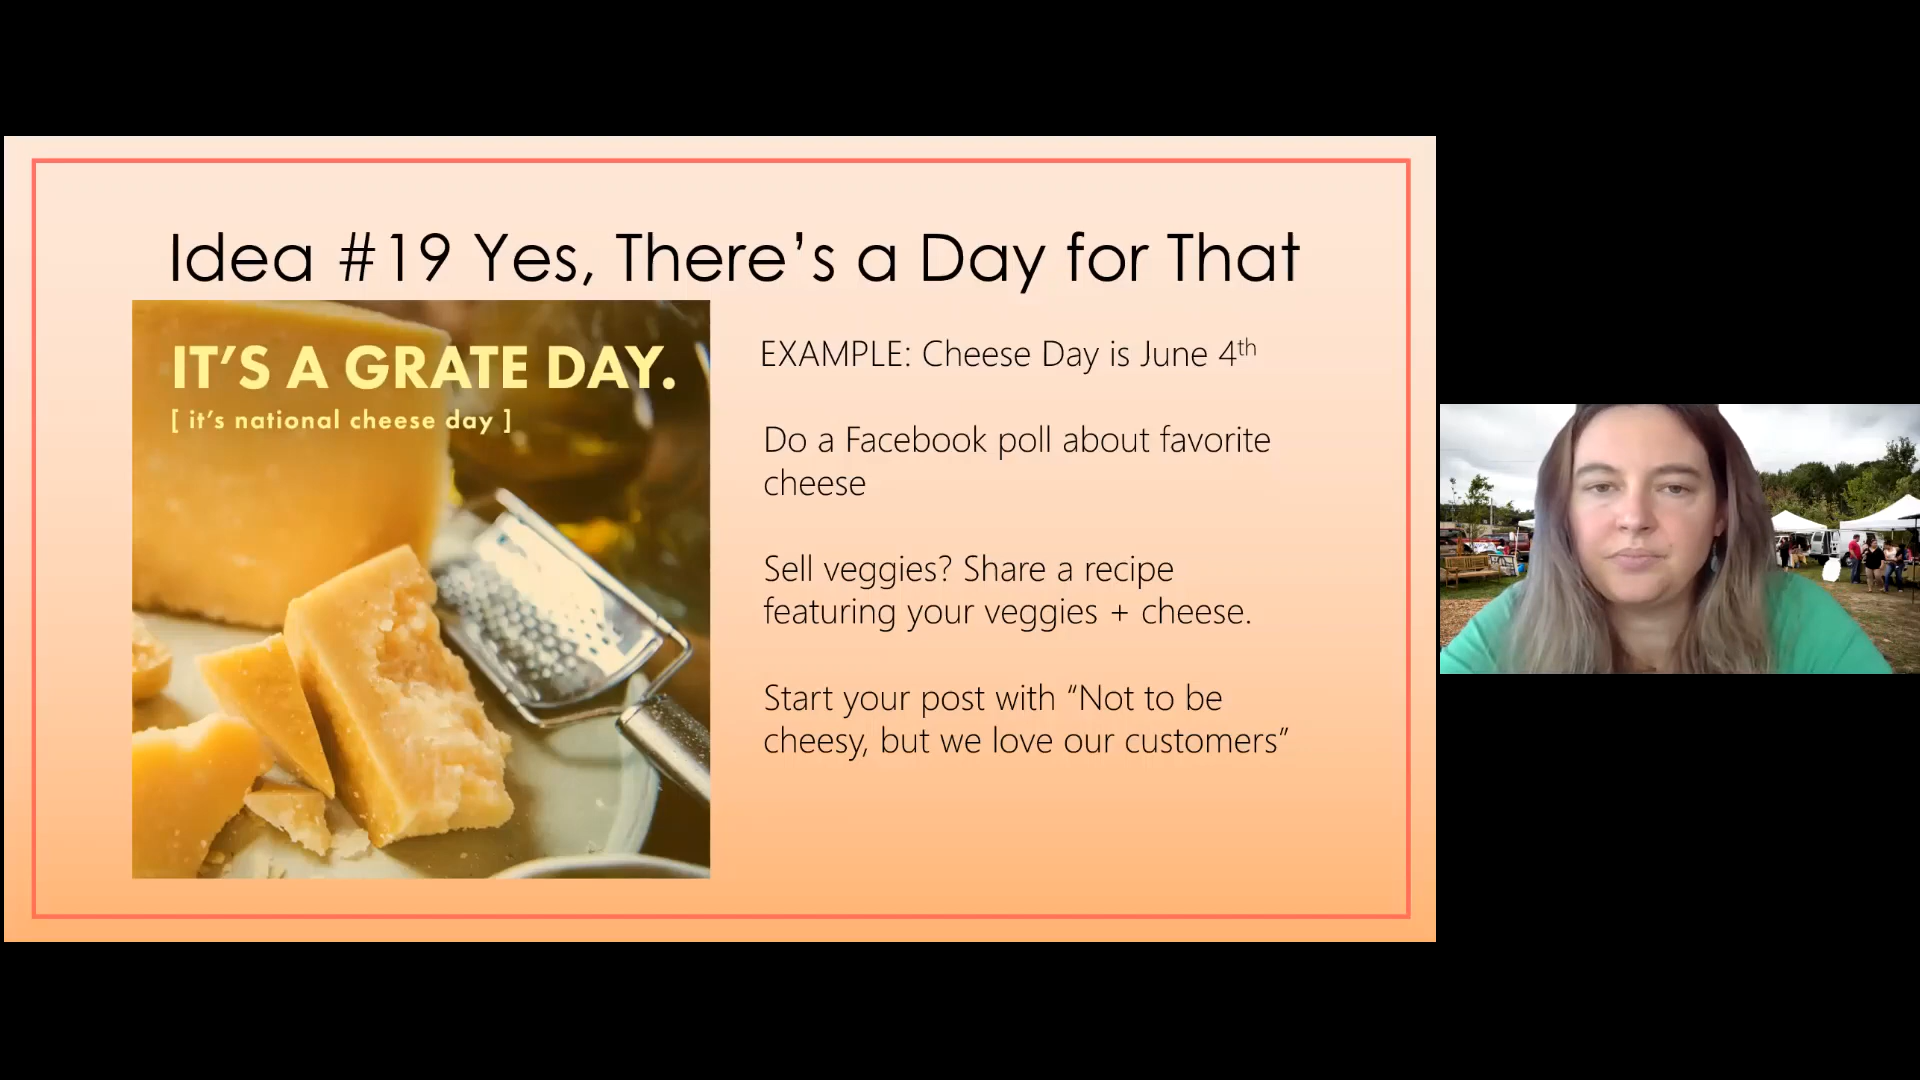 Idea #19 Yes, There’s a Day for That
IT’S A GRATE DAY.
[ it’s national cheese day ]
EXAMPLE: Cheese Day is June 4th
Do a Facebook poll about favorite
cheese
Sell veggies? Share a recipe
featuring your veggies + cheese.
Start your post with “Not to be
cheesy, but we love our customers”